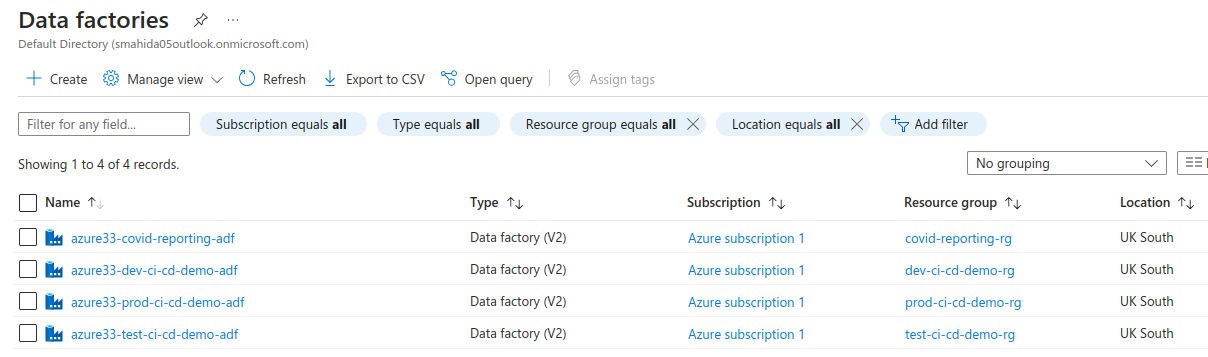 Data factories ...
Default Directory (smahida05outlook.onmicrosoft.com)
Create Manage view Refresh Export to CSV Open query Assign tags
Filter for any field... Subscription equals all Type equals all Resource group equals all Location equals all Add filter
Showing 1 to 4 of 4 records.
No grouping
Name Type Subscription Resource group Location
azure33-covid-reporting-adf Data factory (V2) Azure subscription 1 covid-reporting-rg UK South
azure33-dev-ci-cd-demo-adf Data factory (V2) Azure subscription 1 dev-ci-cd-demo-rg UK South
azure33-prod-ci-cd-demo-adf Data factory (V2) Azure subscription 1 prod-ci-cd-demo-rg UK South
azure33-test-ci-cd-demo-adf Data factory (V2) Azure subscription 1 test-ci-cd-demo-rg UK South